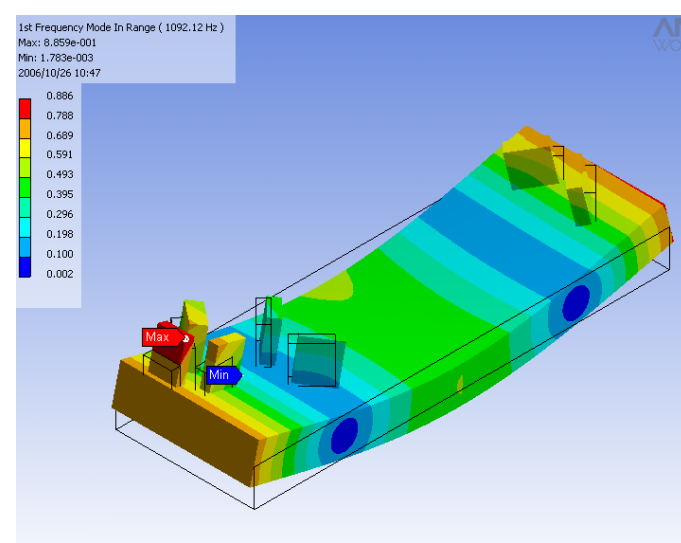 1st Frequency Mode In Range ( 1092.12 Hz )
Max: 8.859e-001
Min: 1.783e-003
2006/10/26 10:47
0.886
0.788
0.689
0.591
0.493
0.395
0.296
0.198
0.100
0.002
Max
Min